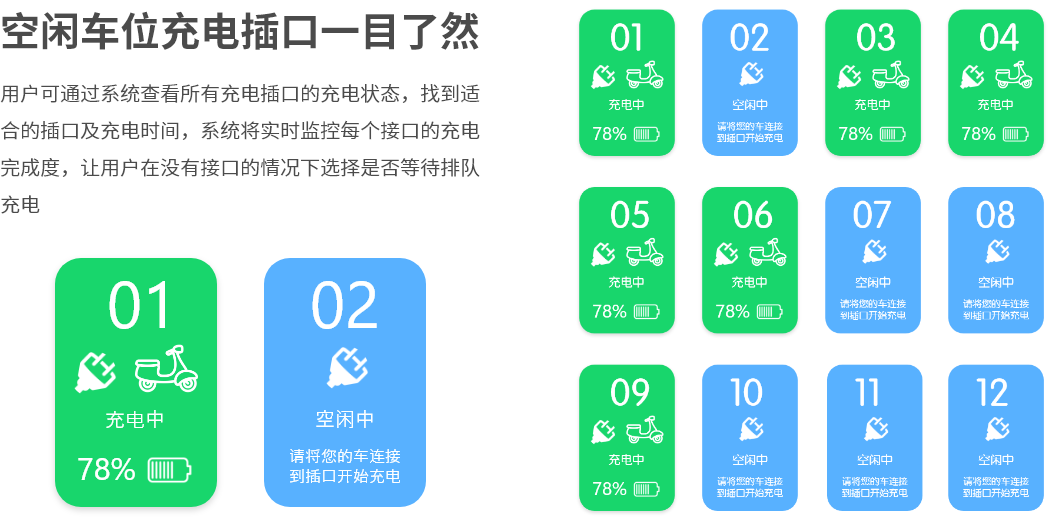 空闲车位充电插口一目了然
用户可通过系统查看所有充电插口的充电状态，找到适
合的插口及充电时间，系统将实时监控每个接口的充电
完成度，让用户在没有接口的情况下选择是否等待排队
充电
01
充电中
78%
02
空闲中
请将您的车连接
到插口开始充电
01
充电中
78%
02
空闲中
请将您的车连接
到插口开始充电
03
充电中
78%
04
充电中
78%
05
充电中
78%
06
充电中
78%
07
空闲中
请将您的车连接
到插口开始充电
08
空闲中
请将您的车连接
到插口开始充电
09
充电中
78%
10
空闲中
请将您的车连接
到插口开始充电
11
空闲中
请将您的车连接
到插口开始充电
12
空闲中
请将您的车连接
到插口开始充电